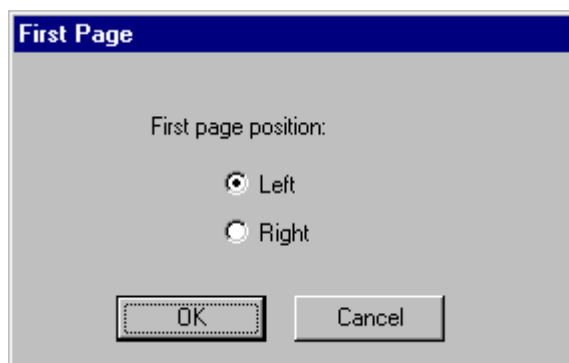 First Page
First page position:
Left
Right
OK Cancel